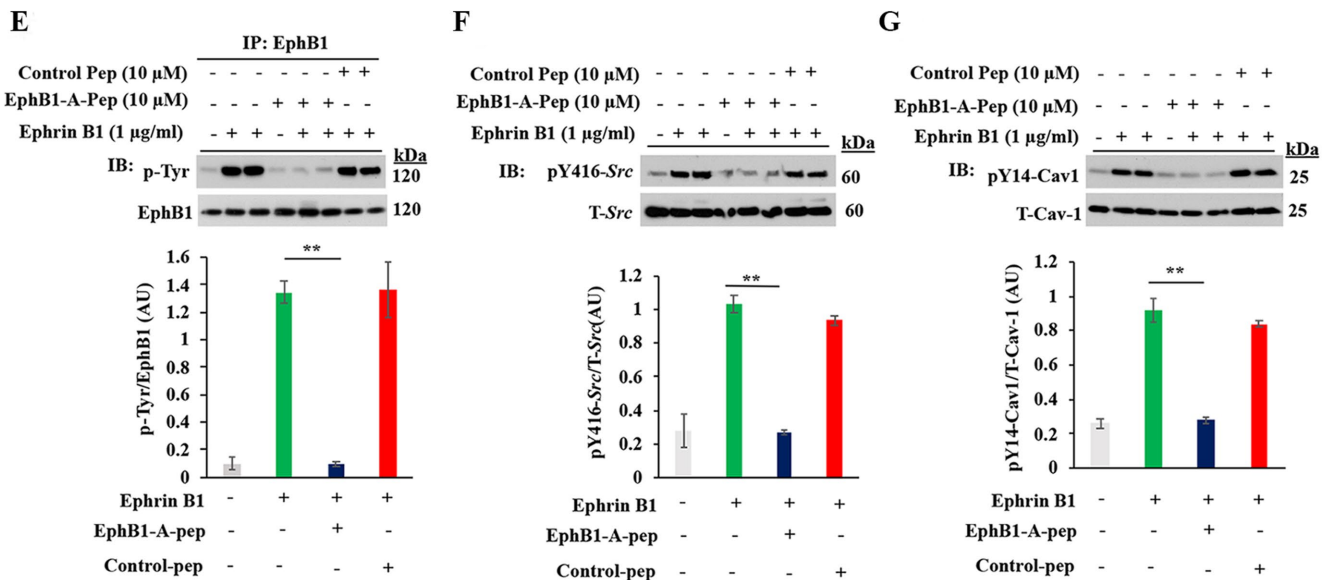 E
IP: EphB1
Control Pep (10 µM) - - - - - + +
EphB1-A-Pep (10 µM) - - - + + + - -
Ephrin B1 (1 µg/ml) - + + - + + + +
kDa
IB: p-Tyr 120
EphB1 120
**
p-Tyr/EphB1 (AU)
1.6
1.4
1.2
1
0.8
0.6
0.4
0.2
0
Ephrin B1 - + + +
EphB1-A-pep - - + -
Control-pep - - - +
F
Control Pep (10 µM) - - - - - - + +
EphB1-A-Pep (10 µM) - - - + + + - -
Ephrin B1 (1 µg/ml) - + + - + + + +
kDa
IB: pY416-Src 60
T-Src 60
**
pY416-Src/T-Src(AU)
1.2
1
0.8
0.6
0.4
0.2
0
Ephrin B1 - + + +
EphB1-A-pep - - + -
Control-pep - - - +
G
Control Pep (10 µM) - - - - - - + +
EphB1-A-Pep (10 µM) - - - + + + - -
Ephrin B1 (1 µg/ml) - + + - + + + +
kDa
IB: pY14-Cav1 25
T-Cav-1 25
**
pY14-Cav1/T-Cav-1 (AU)
1.2
1
0.8
0.6
0.4
0.2
0
Ephrin B1 - + + +
EphB1-A-pep - - + -
Control-pep - - - +